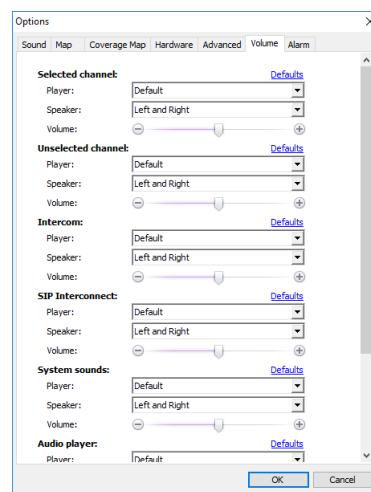 Options
Sound Map Coverage Map Hardware Advanced Volume Alarm
Selected channel: Defaults
Player: Default
Speaker: Left and Right
Volume:
Unselected channel: Defaults
Player: Default
Speaker: Left and Right
Volume:
Intercom: Defaults
Player: Default
Speaker: Left and Right
Volume:
SIP Interconnect: Defaults
Player: Default
Speaker: Left and Right
Volume:
System sounds: Defaults
Player: Default
Speaker: Left and Right
Volume:
Audio player: Defaults
Player: Default
OK Cancel